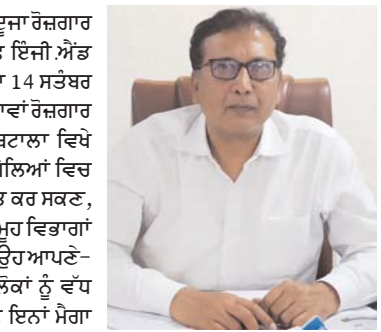 ਦੂਜਾ ਰੋਜ਼ਗਾਰ
ਇੰਜੀ.ਐਂਡ
14 ਸਤੰਬਰ
ਰੋਜ਼ਗਾਰ
ਬਟਾਲਾ ਵਿਖੇ
ਵਿਚ
ਕਰ ਸਕਣ,
ਵਿਭਾਗਾਂ
ਉਹ ਆਪਣੇ-
ਲੋਕਾਂ ਨੂੰ ਵੱਧ
ਇਨਾਂ ਮੈਗਾ